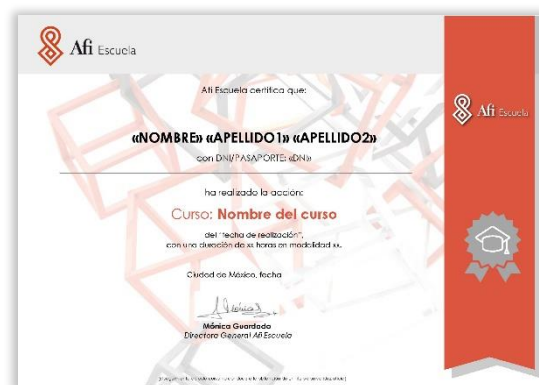 Afi Escuela
Afi Escuela certifica que:
Afi Escuela
«NOMBRE» «APELLIDO1» «APELLIDO2»
con DNI/PASAPORTE: «DNI»
ha realizado la acción:
Curso: Nombre del curso
del "fecha de realización",
con una duración de xx horas en modalidad xx.
Ciudad de México, fecha
Mónica Guardado
Directora General Afi Escuela